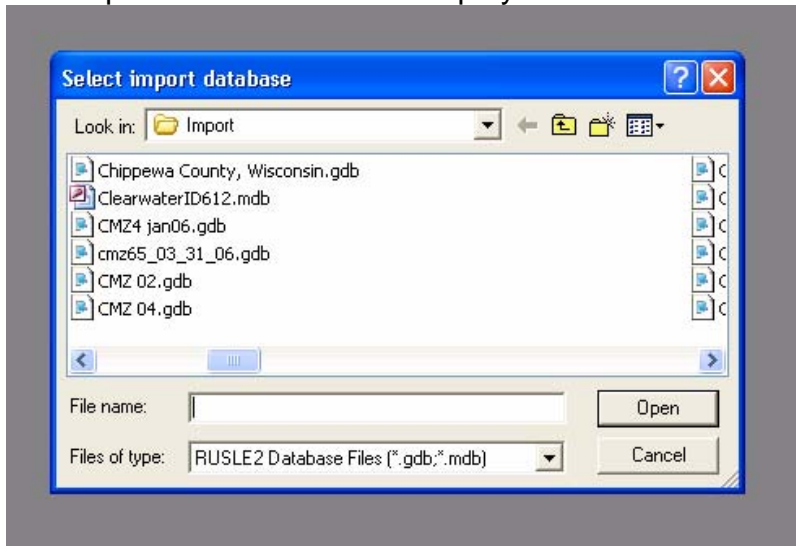 Select import database
Look in: Import
Chippewa County, Wisconsin.gdb
ClearwaterID612.mdb
CMZ4 jan06.gdb
cmz65_03_31_06.gdb
CMZ 02.gdb
CMZ 04.gdb
File name: Open
Files of type: RUSLE2 Database Files (*.gdb;*.mdb) Cancel